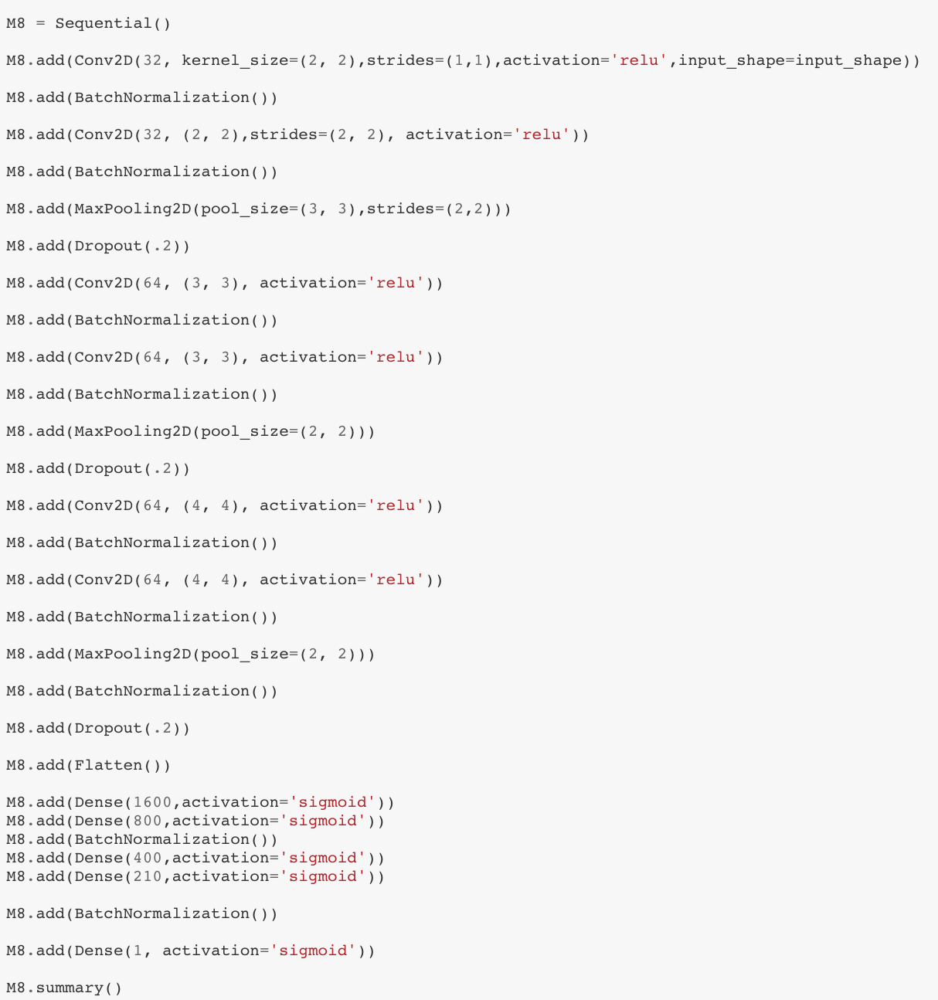 M8 = Sequential()
M8.add(Conv2D(32, kernel_size=(2, 2),strides=(1,1),activation='relu',input_shape=input_shape))
M8.add(BatchNormalization())
M8.add(Conv2D(32, (2, 2),strides=(2, 2), activation='relu'))
M8.add(BatchNormalization())
M8.add(MaxPooling2D(pool_size=(3, 3),strides=(2,2)))
M8.add(Dropout(.2))
M8.add(Conv2D(64, (3, 3), activation='relu'))
M8.add(BatchNormalization())
M8.add(Conv2D(64, (3, 3), activation='relu'))
M8.add(BatchNormalization())
M8.add(MaxPooling2D(pool_size=(2, 2)))
M8.add(Dropout(.2))
M8.add(Conv2D(64, (4, 4), activation='relu'))
M8.add(BatchNormalization())
M8.add(Conv2D(64, (4, 4), activation='relu'))
M8.add(BatchNormalization())
M8.add(MaxPooling2D(pool_size=(2, 2)))
M8.add(BatchNormalization())
M8.add(Dropout(.2))
M8.add(Flatten())
M8.add(Dense(1600,activation='sigmoid'))
M8.add(Dense(800,activation='sigmoid'))
M8.add(BatchNormalization())
M8.add(Dense(400,activation='sigmoid'))
M8.add(Dense(210,activation='sigmoid'))
M8.add(BatchNormalization())
M8.add(Dense(1, activation='sigmoid'))
M8.summary()